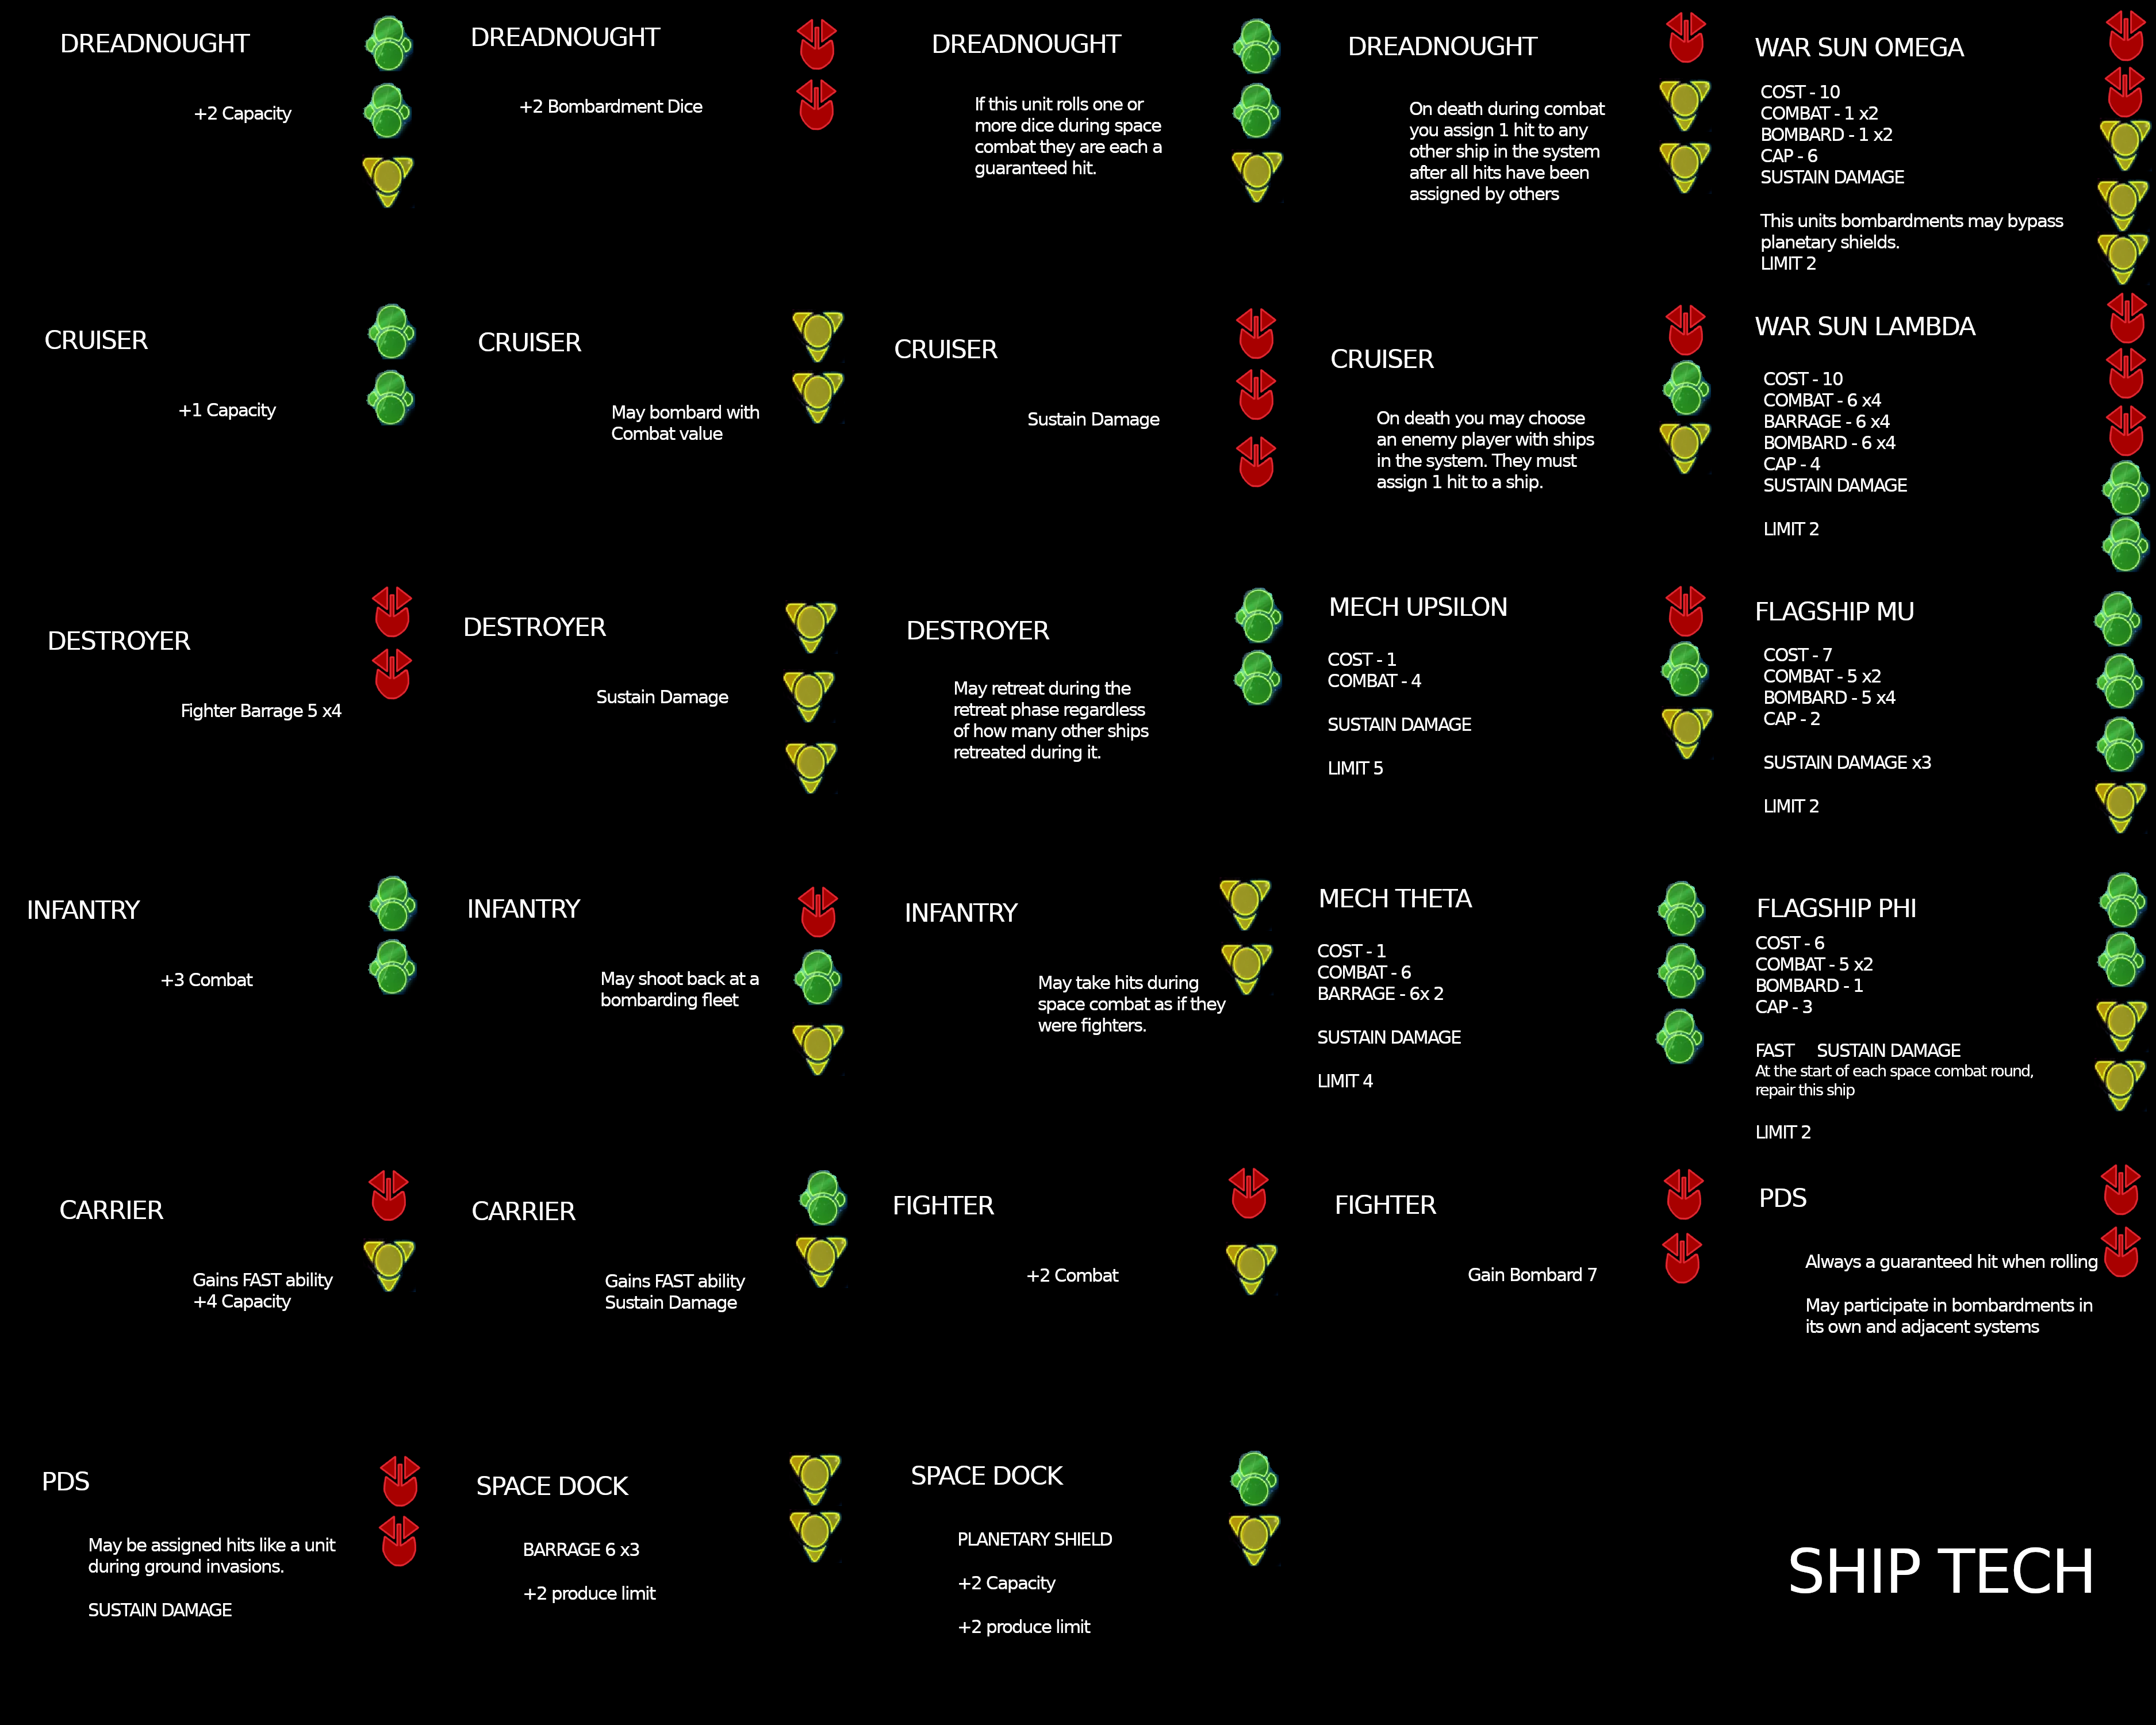 DREADNOUGHT
+2 Capacity
DREADNOUGHT
+2 Bombardment Dice
DREADNOUGHT
If this unit rolls one or
more dice during space
combat they are each a
guaranteed hit.
DREADNOUGHT
On death during combat
you assign 1 hit to any
other ship in the system
after all hits have been
assigned by others
WAR SUN OMEGA
COST - 10
COMBAT - 1 x2
BOMBARD - 1 x2
CAP - 6
SUSTAIN DAMAGE
This units bombardments may bypass
planetary shields.
LIMIT 2
CRUISER
+1 Capacity
CRUISER
May bombard with
Combat value
CRUISER
Sustain Damage
CRUISER
On death you may choose
an enemy player with ships
in the system. They must
assign 1 hit to a ship.
WAR SUN LAMBDA
COST - 10
COMBAT - 6 x4
BARRAGE - 6 x4
BOMBARD - 6 x4
CAP - 4
SUSTAIN DAMAGE
LIMIT 2
DESTROYER
Fighter Barrage 5 x4
DESTROYER
Sustain Damage
DESTROYER
May retreat during the
retreat phase regardless
of how many other ships
retreated during it.
MECH UPSILON
COST - 1
COMBAT - 4
SUSTAIN DAMAGE
LIMIT 5
FLAGSHIP MU
COST - 7
COMBAT - 5 x2
BOMBARD - 5 x4
CAP - 2
SUSTAIN DAMAGE x3
LIMIT 2
INFANTRY
+3 Combat
INFANTRY
May shoot back at a
bombarding fleet
INFANTRY
May take hits during
space combat as if they
were fighters.
MECH THETA
COST - 1
COMBAT - 6
BARRAGE - 6x 2
SUSTAIN DAMAGE
LIMIT 4
FLAGSHIP PHI
COST - 6
COMBAT - 5 x2
BOMBARD - 1
CAP - 3
FAST SUSTAIN DAMAGE
At the start of each space combat round,
repair this ship
LIMIT 2
CARRIER
Gains FAST ability
+4 Capacity
CARRIER
Gains FAST ability
Sustain Damage
FIGHTER
+2 Combat
FIGHTER
Gain Bombard 7
PDS
Always a guaranteed hit when rolling
May participate in bombardments in
its own and adjacent systems
PDS
May be assigned hits like a unit
during ground invasions.
SUSTAIN DAMAGE
SPACE DOCK
BARRAGE 6 x3
+2 produce limit
SPACE DOCK
PLANETARY SHIELD
+2 Capacity
+2 produce limit
SHIP TECH